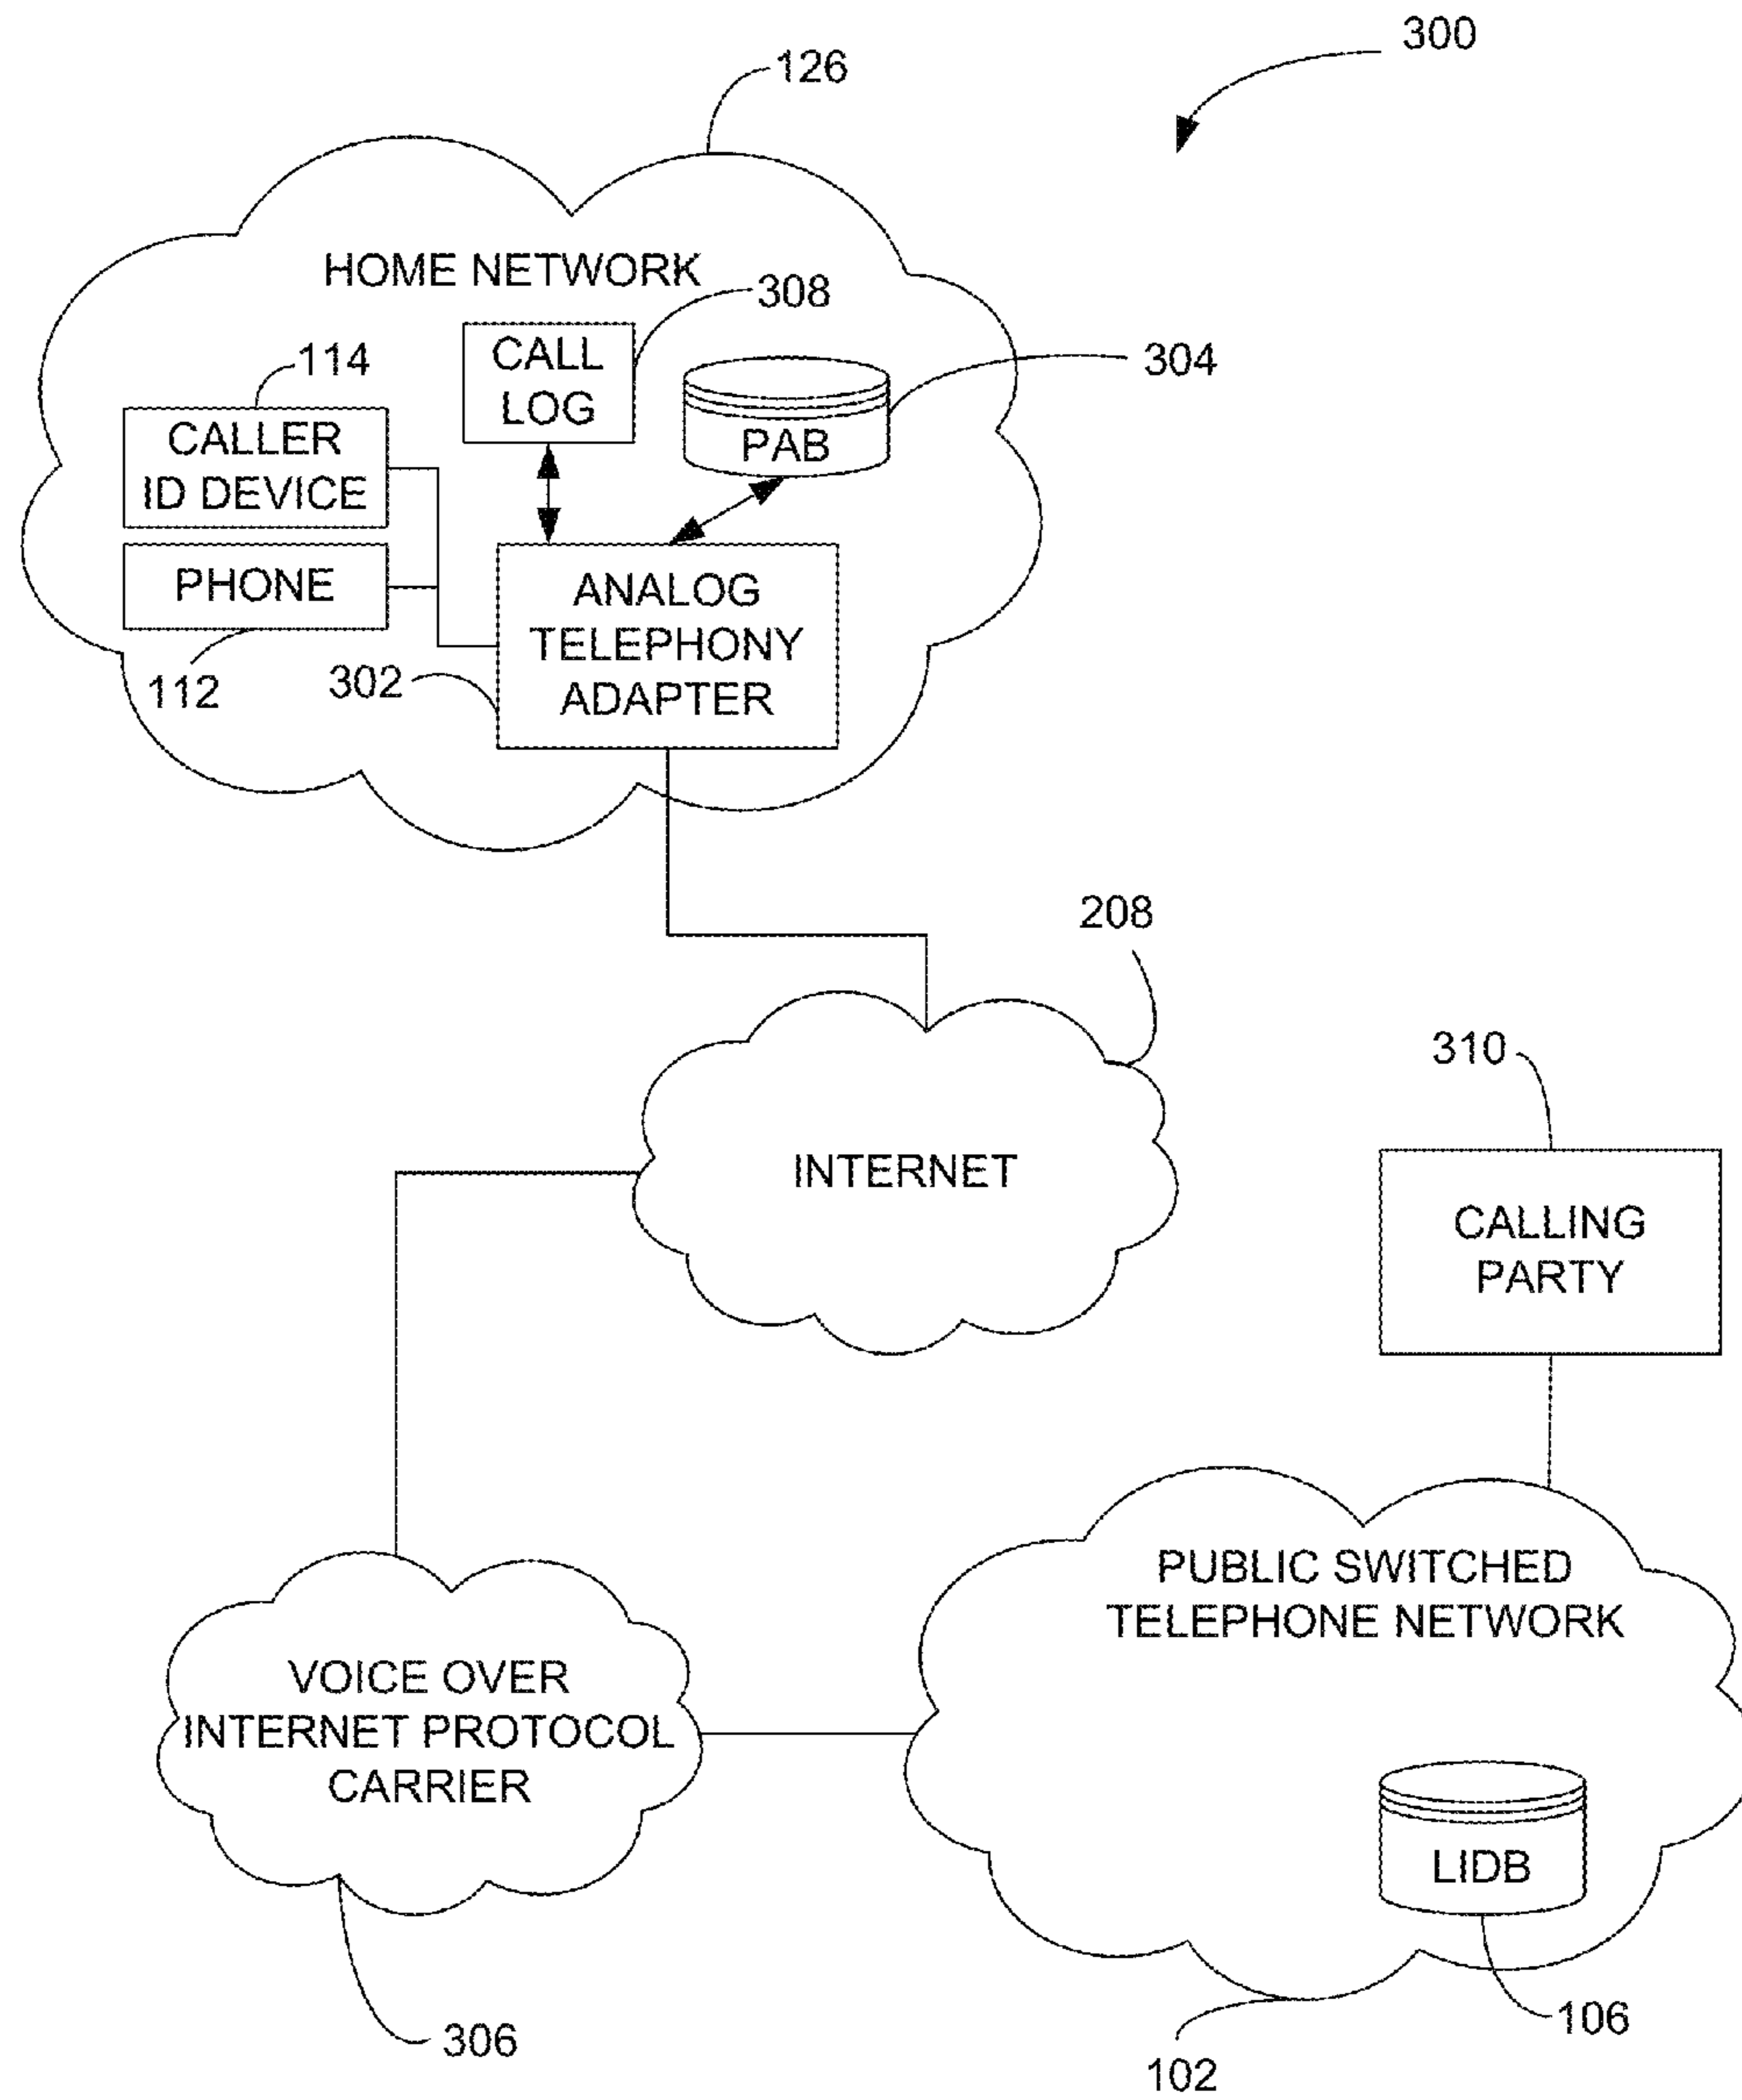 300
126
HOME NETWORK
308
CALL
LOG
304
114
PAB
CALLER
ID DEVICE
PHONE
ANALOG
TELEPHONY
ADAPTER
302
112
208
INTERNET
310
CALLING
PARTY
PUBLIC SWITCHED
TELEPHONE NETWORK
VOICE OVER
INTERNET PROTOCOL
CARRIER
LIDB
106
306
102